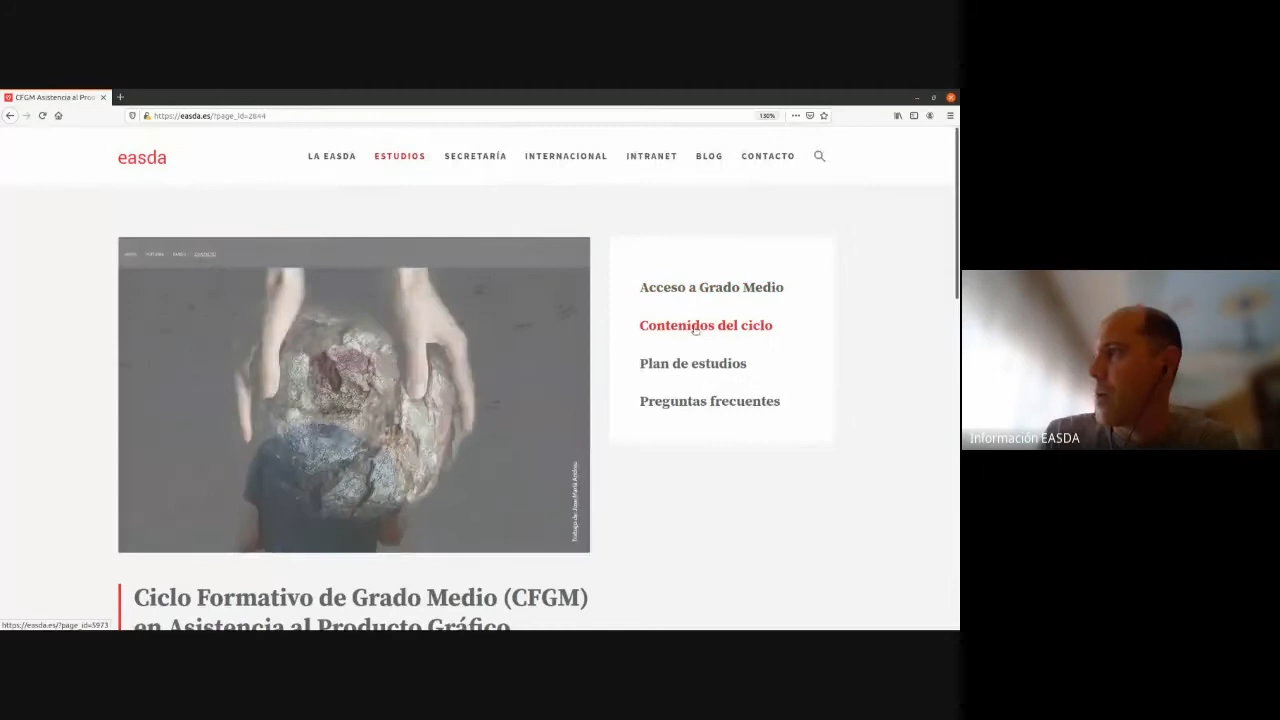 CFGM Asistencia al Proc
https://easda.es/?page_id=2844
130%
easda
LA EASDA
ESTUDIOS
SECRETARÍA
INTERNACIONAL
INTRANET
BLOG
CONTACTO
Acceso a Grado Medio
Contenidos del ciclo
Plan de estudios
Preguntas frecuentes
Ciclo Formativo de Grado Medio (CFGM)
en Asistencia al Producto Gráfico
https://easda.es/?page_id=5973
Información EASDA